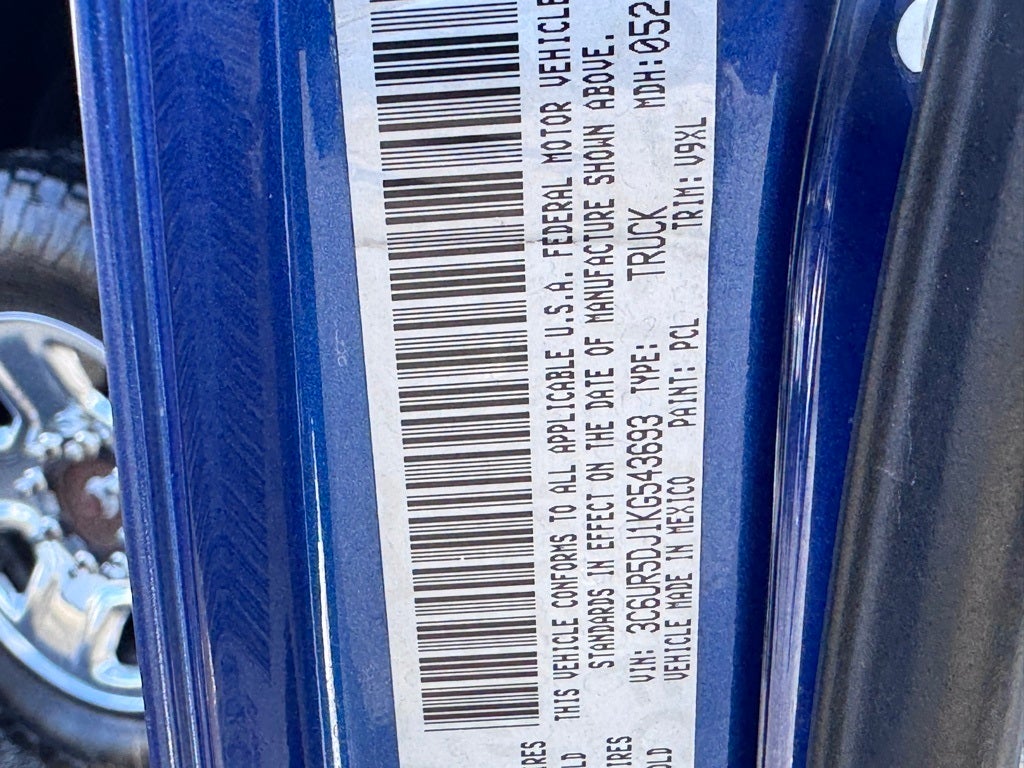 THIS VEHICLE CONFORMS TO ALL APPLICABLE U.S.A. FEDERAL MOTOR VEHICLE
STANDARDS IN EFFECT ON THE DATE OF MANUFACTURE SHOWN ABOVE.
VIN: 3C6UR5DJ1KG543693 TYPE: TRUCK MDH:052
VEHICLE MADE IN MEXICO PAINT: PCL TRIM: V9XL